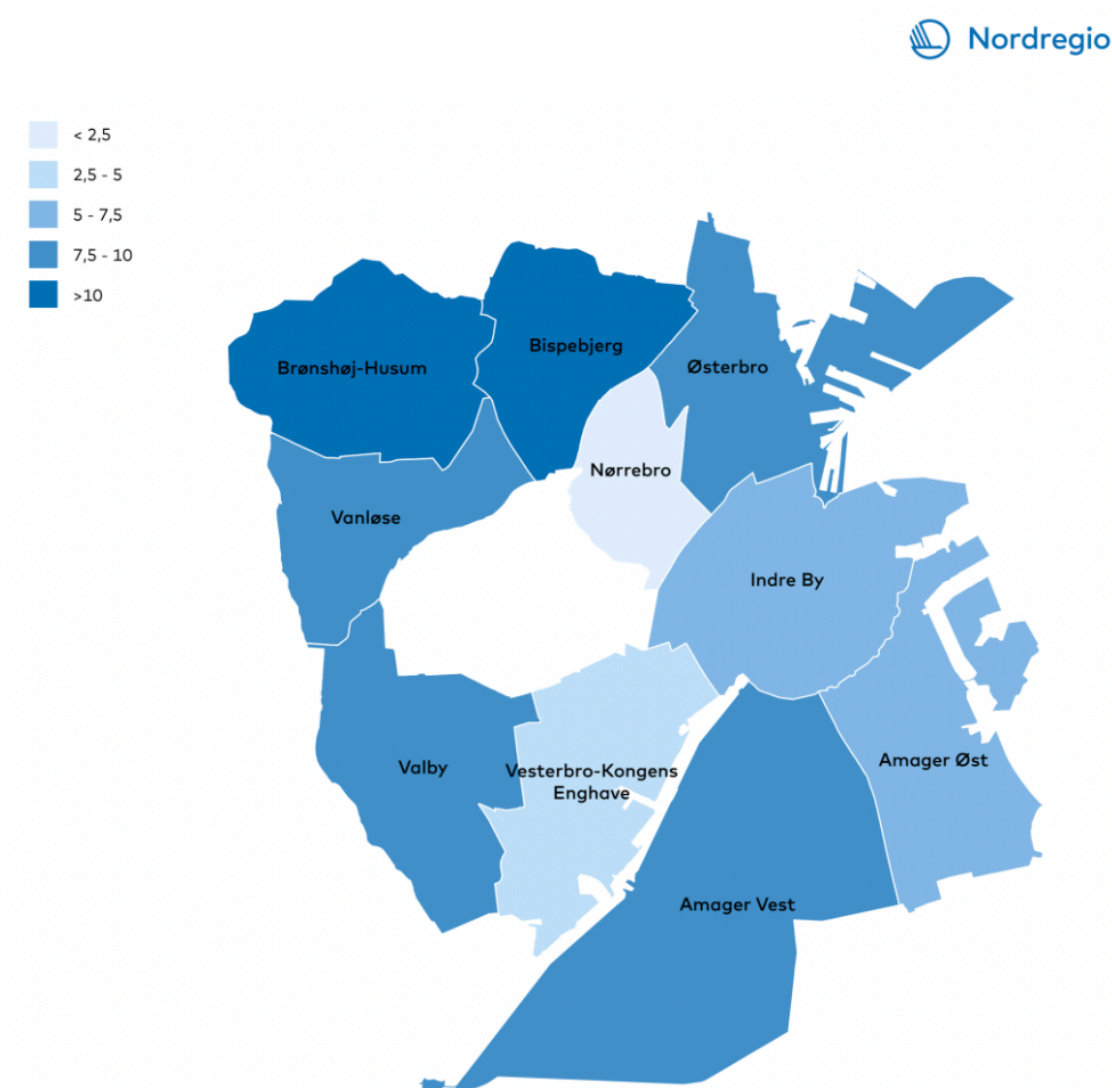 Nordregio
< 2,5
2,5 - 5
5 - 7,5
7,5 - 10
>10
Bispebjerg
Brønshøj-Husum
Østerbro
Nørrebro
Vanløse
Indre By
Amager Øst
Valby
Vesterbro-Kongens
Enghave
Amager Vest